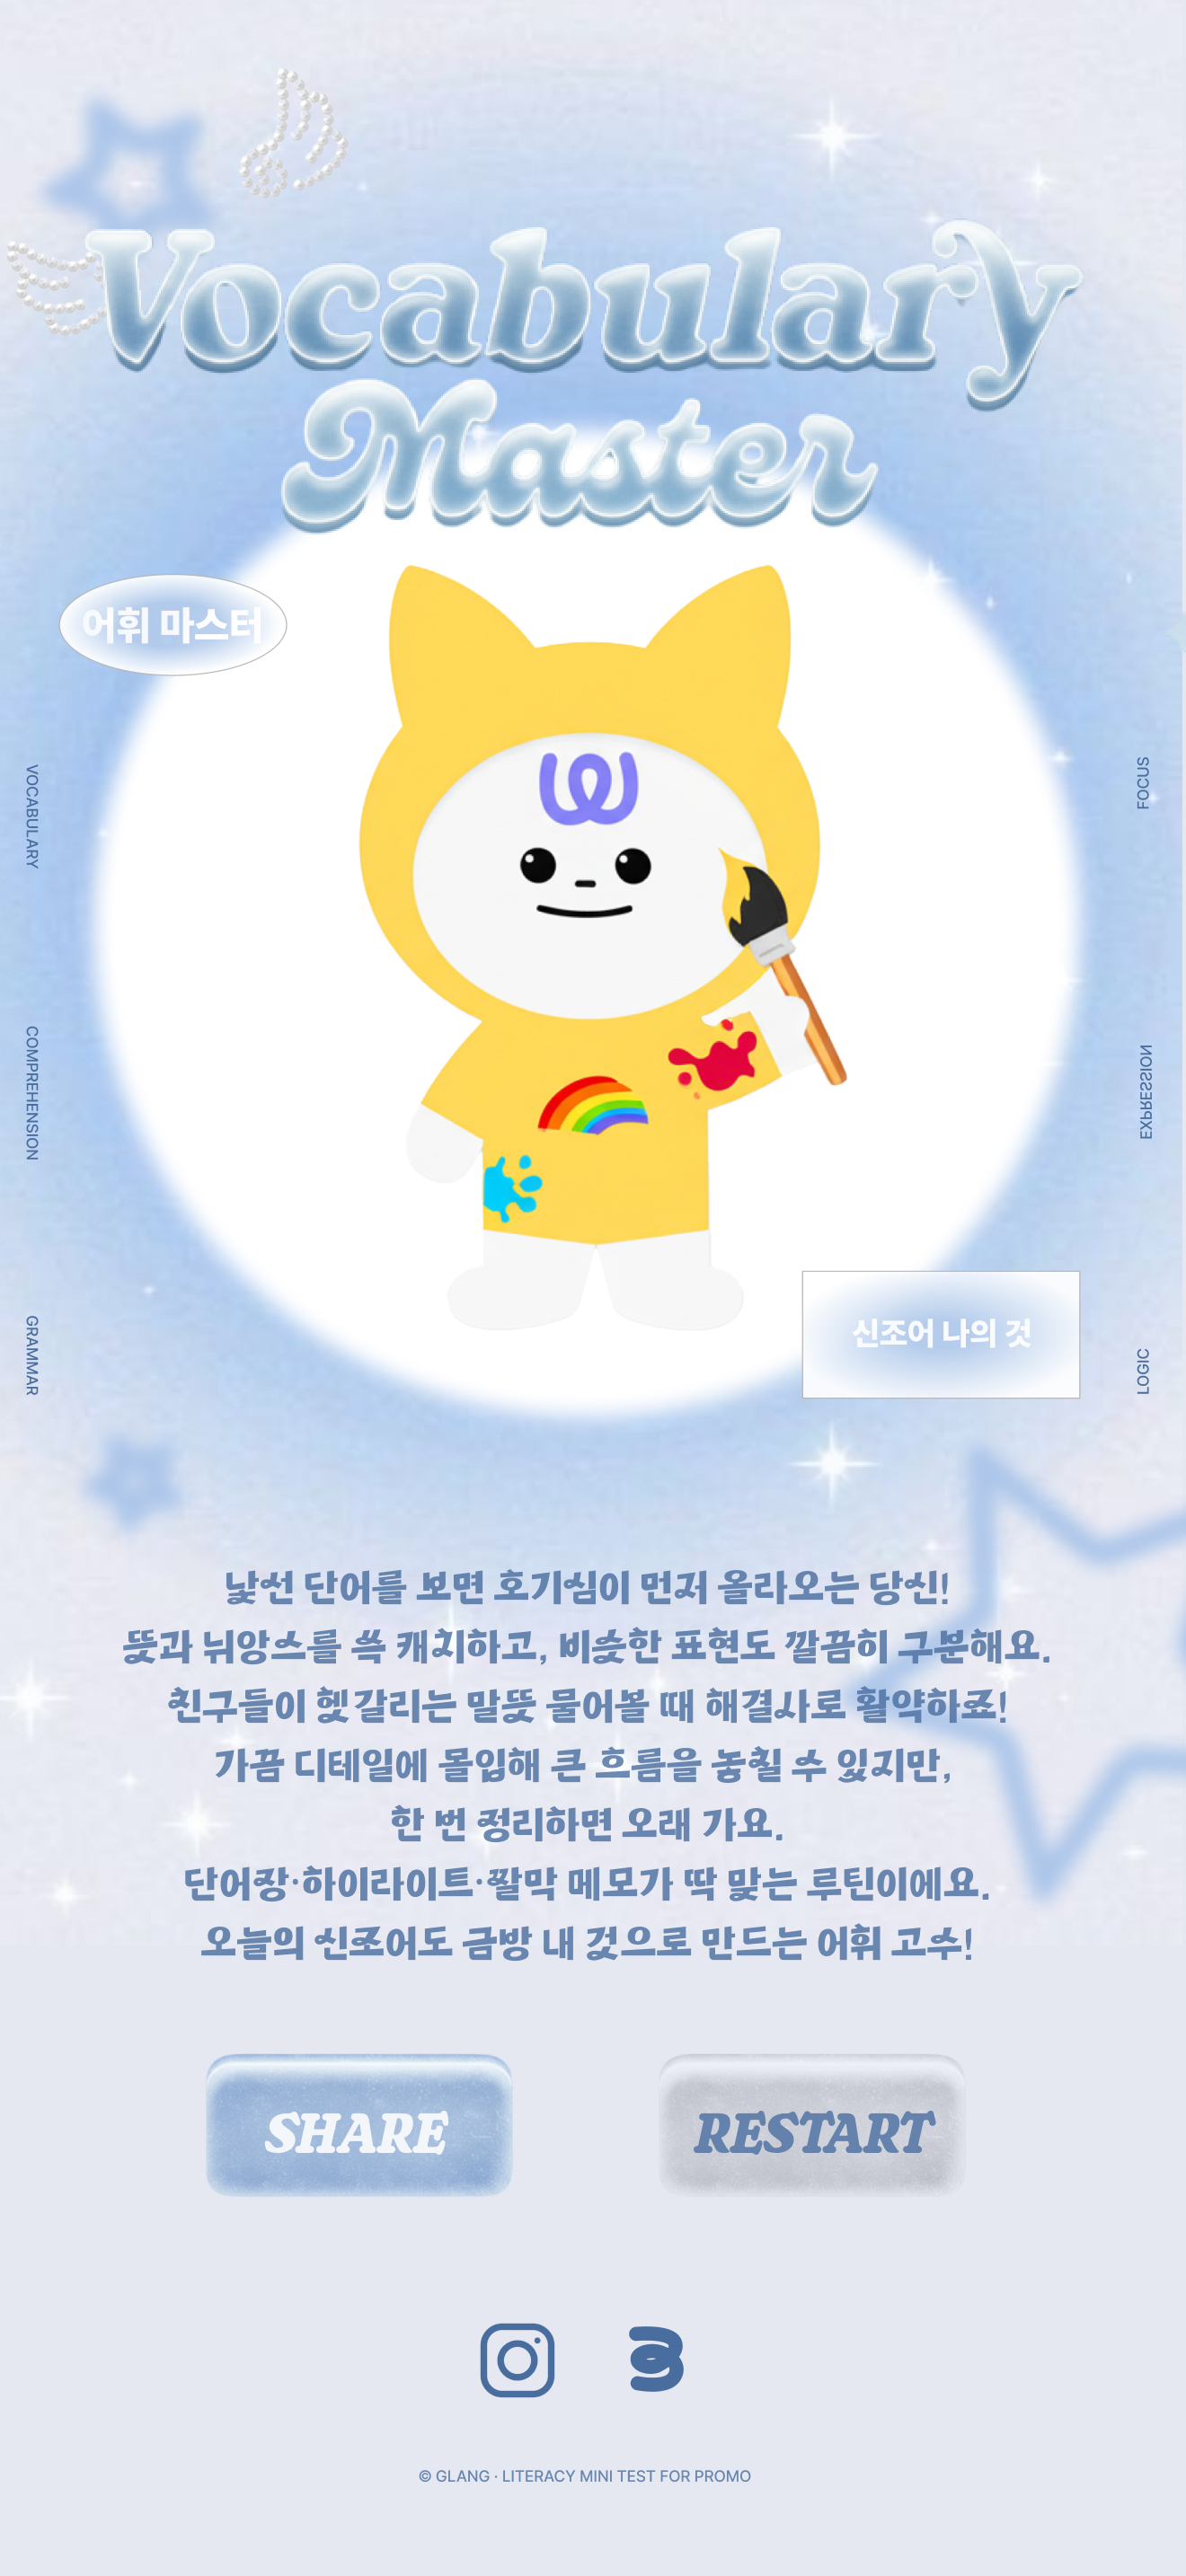 Vocabulary
Master
어휘 마스터
VOCABULARY
FOCUS
COMPREHENSION
EXPRESSION
GRAMMAR
신조어 나의 것
LOGIC
낯선 단어를 보면 호기심이 먼저 올라오는 당신!
뜻과 뉘앙스를 쏙 캐치하고, 비슷한 표현도 깔끔히 구분해요.
친구들이 헷갈리는 말뜻 물어볼 때 해결사로 활약하죠!
가끔 디테일에 몰입해 큰 흐름을 놓칠 수 있지만,
한 번 정리하면 오래 가요.
단어장·하이라이트·짤막 메모가 딱 맞는 루틴이에요.
오늘의 신조어도 금방 내 것으로 만드는 어휘 고수!
SHARE
RESTART
© GLANG · LITERACY MINI TEST FOR PROMO